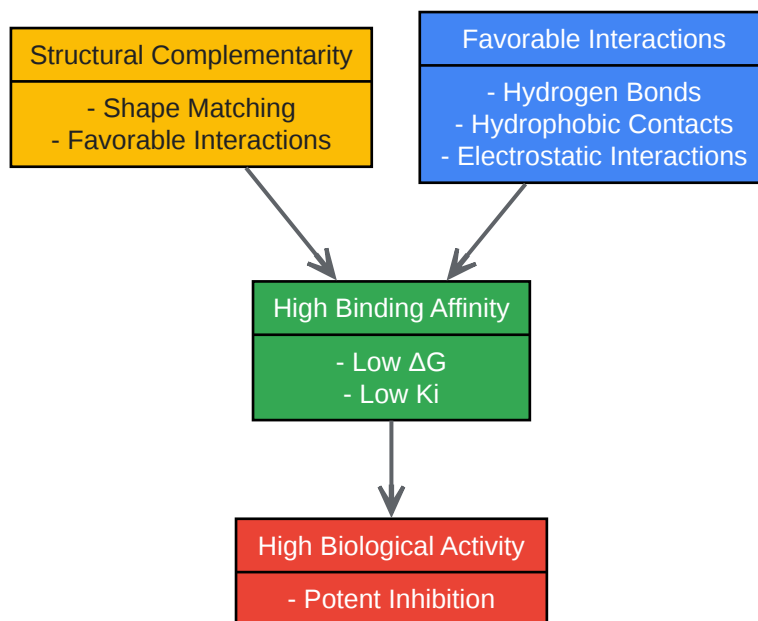 Structural Complementarity
- Shape Matching
- Favorable Interactions
Favorable Interactions
- Hydrogen Bonds
- Hydrophobic Contacts
- Electrostatic Interactions
High Binding Affinity
- Low ΔG
- Low Ki
High Biological Activity
- Potent Inhibition